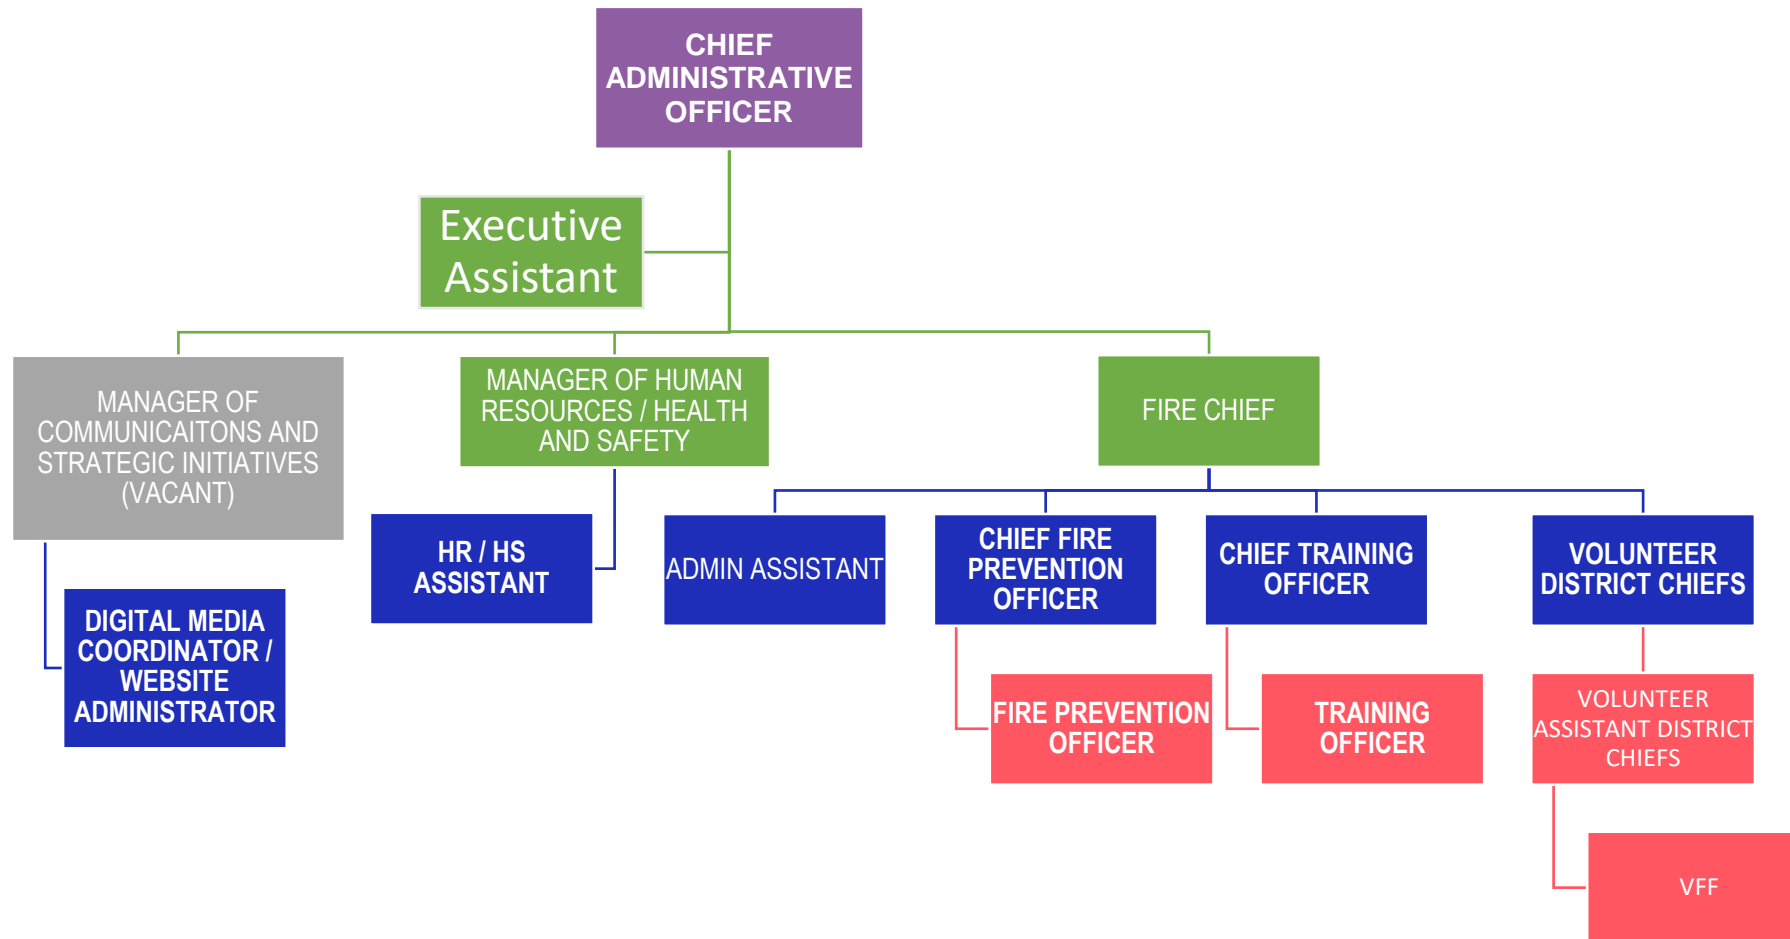 CHIEF
ADMINISTRATIVE
OFFICER
Executive
Assistant
MANAGER OF
COMMUNICAITONS AND
STRATEGIC INITIATIVES
(VACANT)
MANAGER OF HUMAN
RESOURCES / HEALTH
AND SAFETY
FIRE CHIEF
DIGITAL MEDIA
COORDINATOR /
WEBSITE
ADMINISTRATOR
HR / HS
ASSISTANT
ADMIN ASSISTANT
CHIEF FIRE
PREVENTION
OFFICER
CHIEF TRAINING
OFFICER
VOLUNTEER
DISTRICT CHIEFS
FIRE PREVENTION
OFFICER
TRAINING
OFFICER
VOLUNTEER
ASSISTANT DISTRICT
CHIEFS
VFF